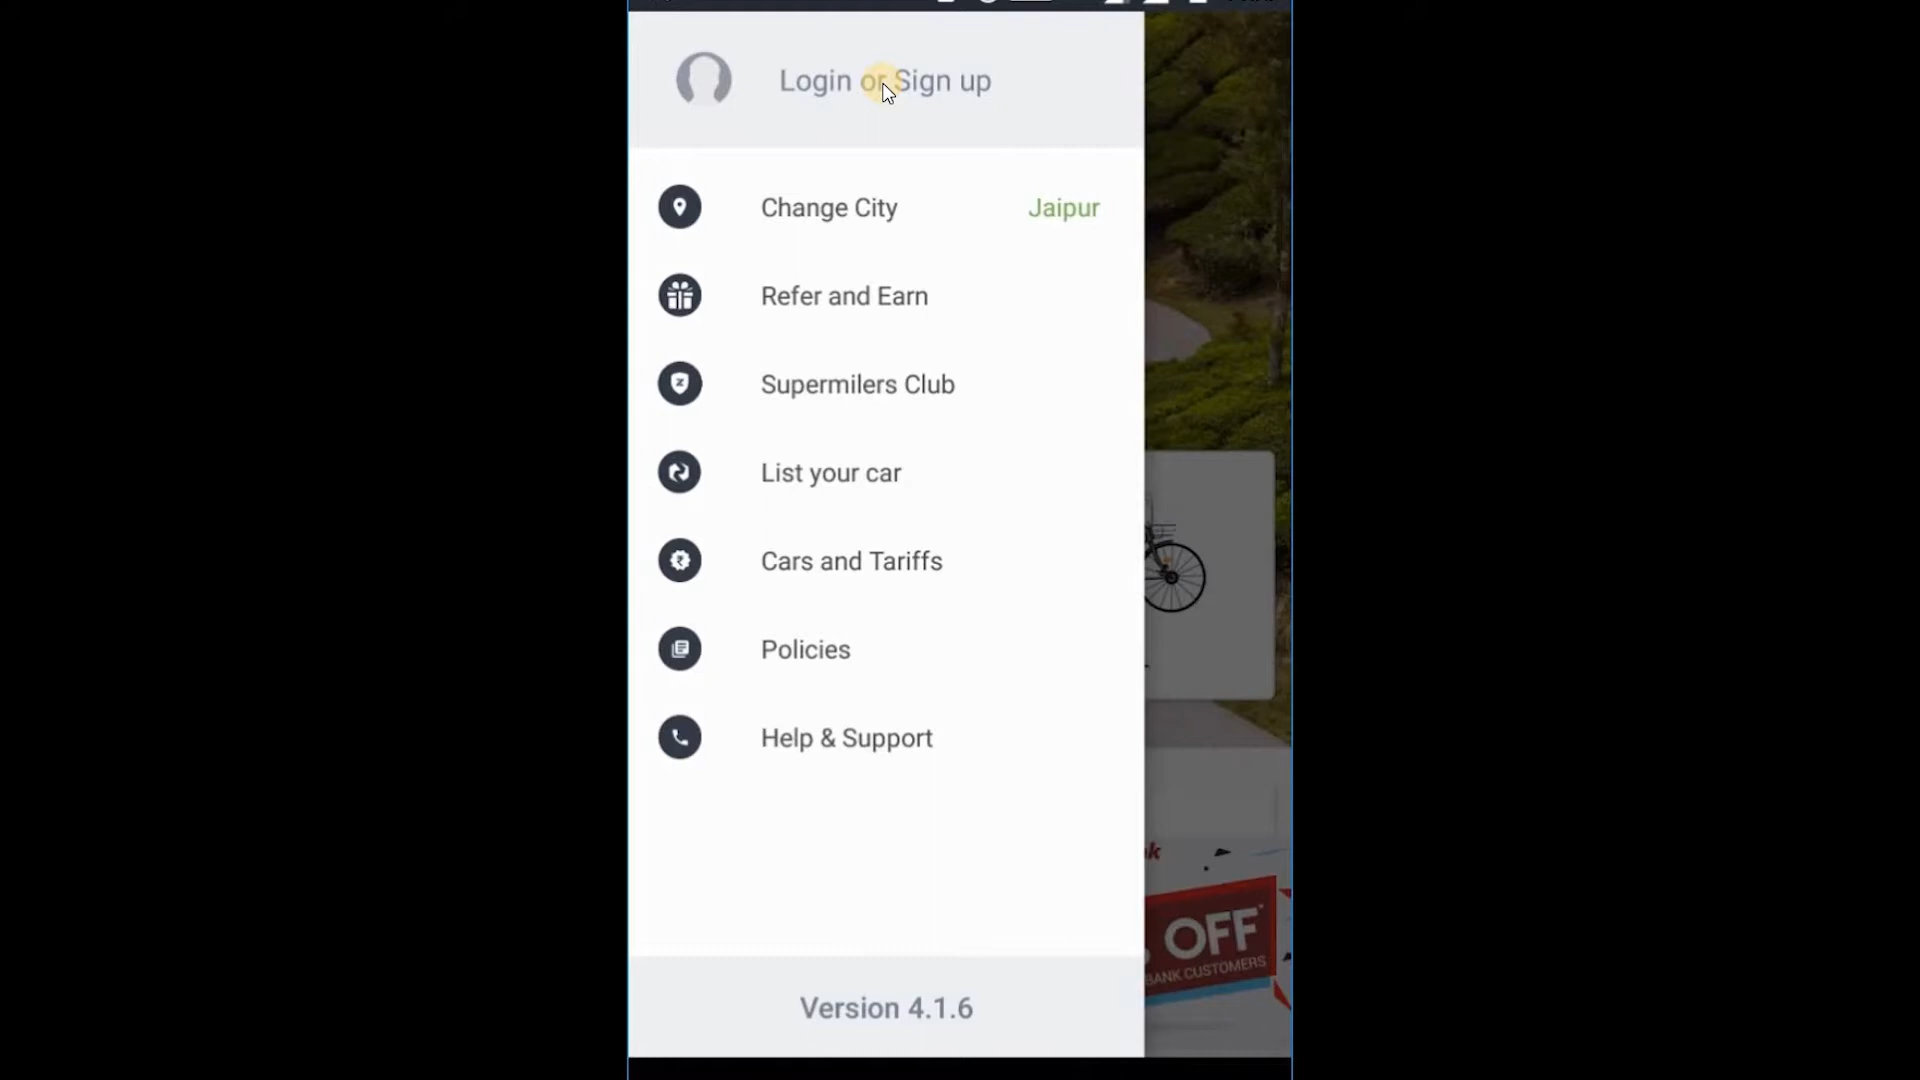 Login or Sign up
Change City Jaipur
Refer and Earn
Supermilers Club
List your car
Cars and Tariffs
Policies
Help & Support
OFF*
BANK CUSTOMERS
Version 4.1.6